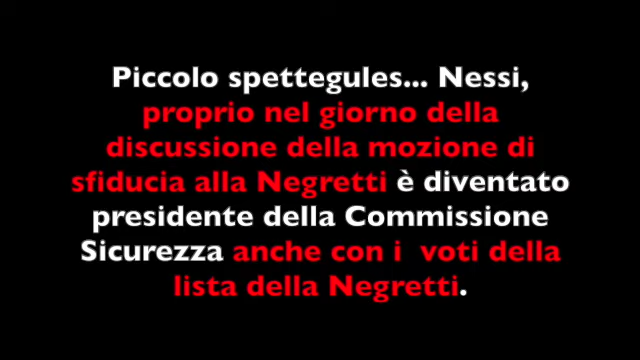 Piccolo spettegules... Nessi,
proprio nel giorno della
discussione della mozione di
sfiducia alla Negretti è diventato
presidente della Commissione
Sicurezza anche con i  voti della
lista della Negretti.